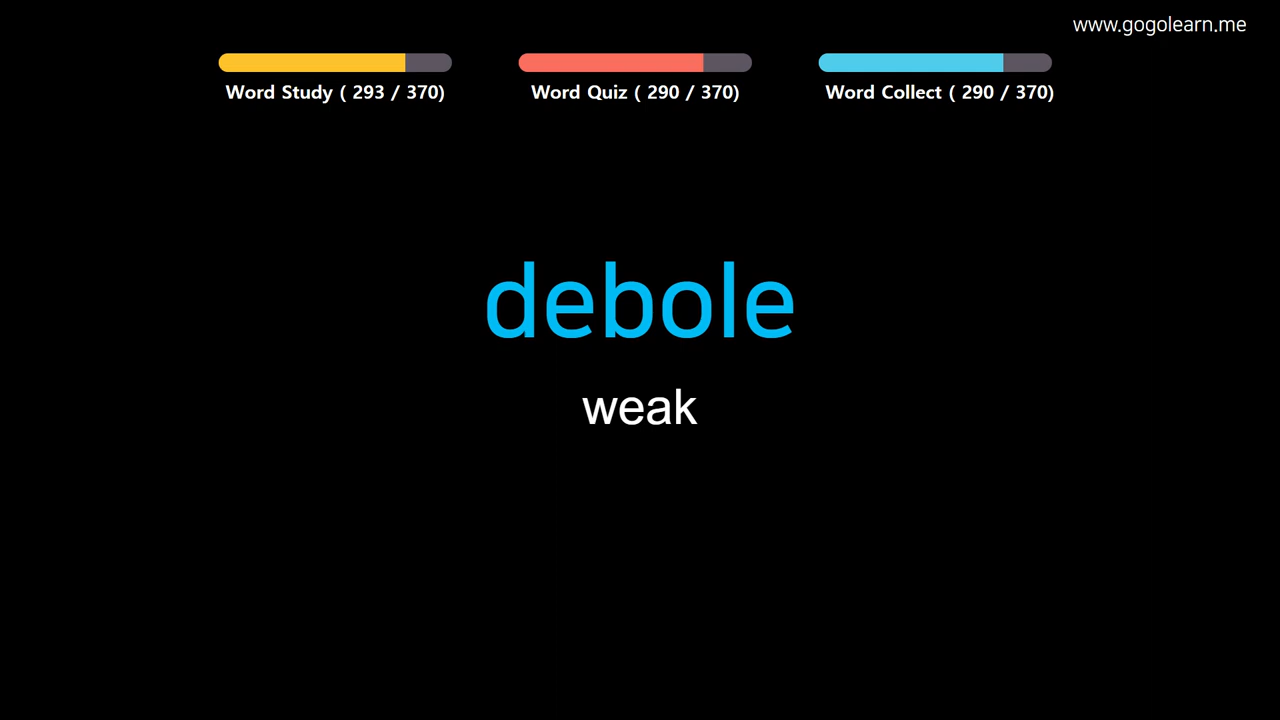 www.gogolearn.me
Word Study ( 293 / 370)
Word Quiz ( 290 / 370)
Word Collect ( 290 / 370)
debole
weak